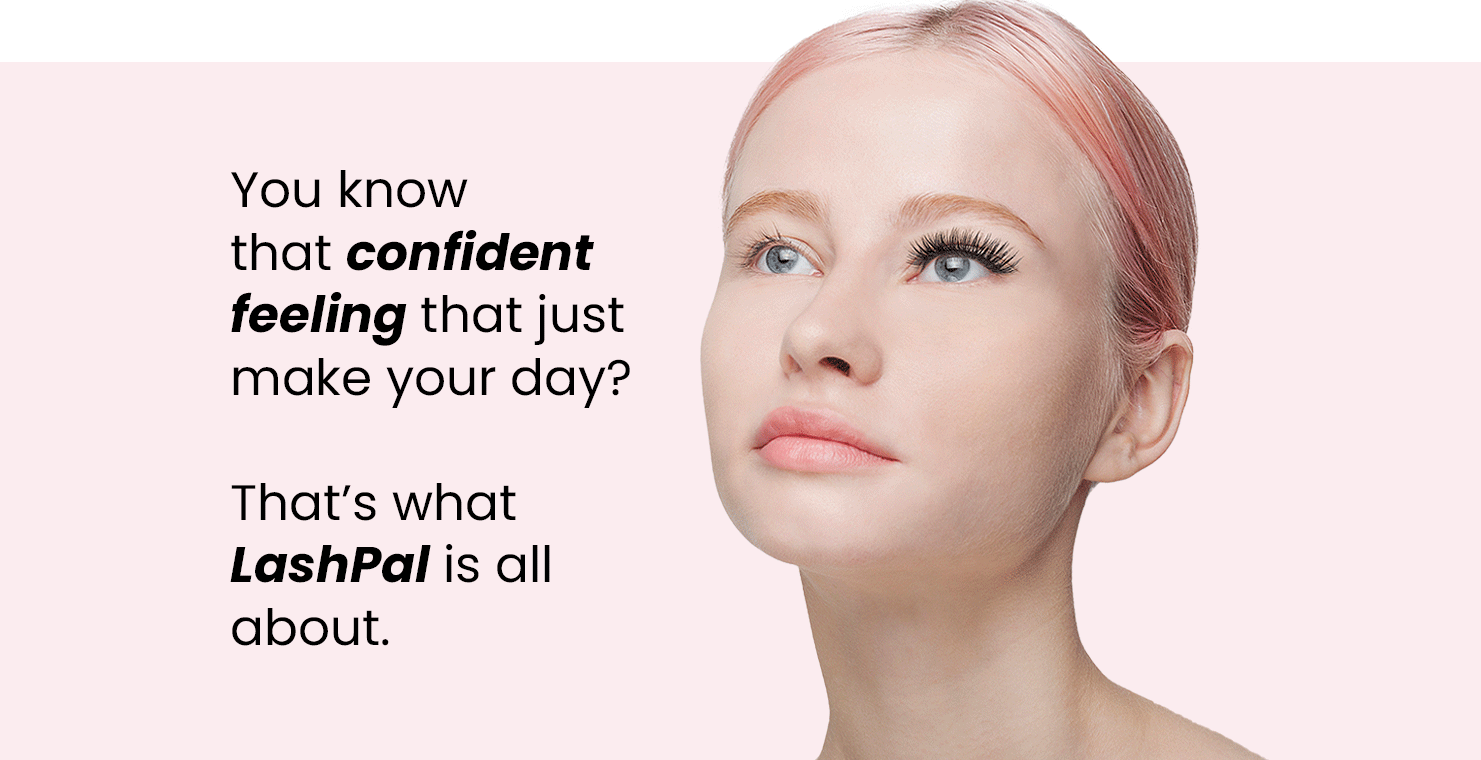 You know
that confident
feeling that just
make your day?
That’s what
LashPal is all
about.